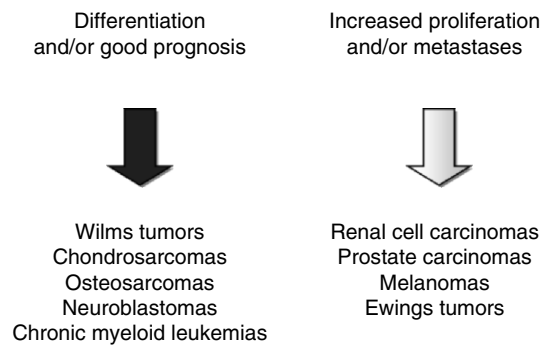 Differentiation
and/or good prognosis
Increased proliferation
and/or metastases
Wilms tumors
Chondrosarcomas
Osteosarcomas
Neuroblastomas
Chronic myeloid leukemias
Renal cell carcinomas
Prostate carcinomas
Melanomas
Ewings tumors